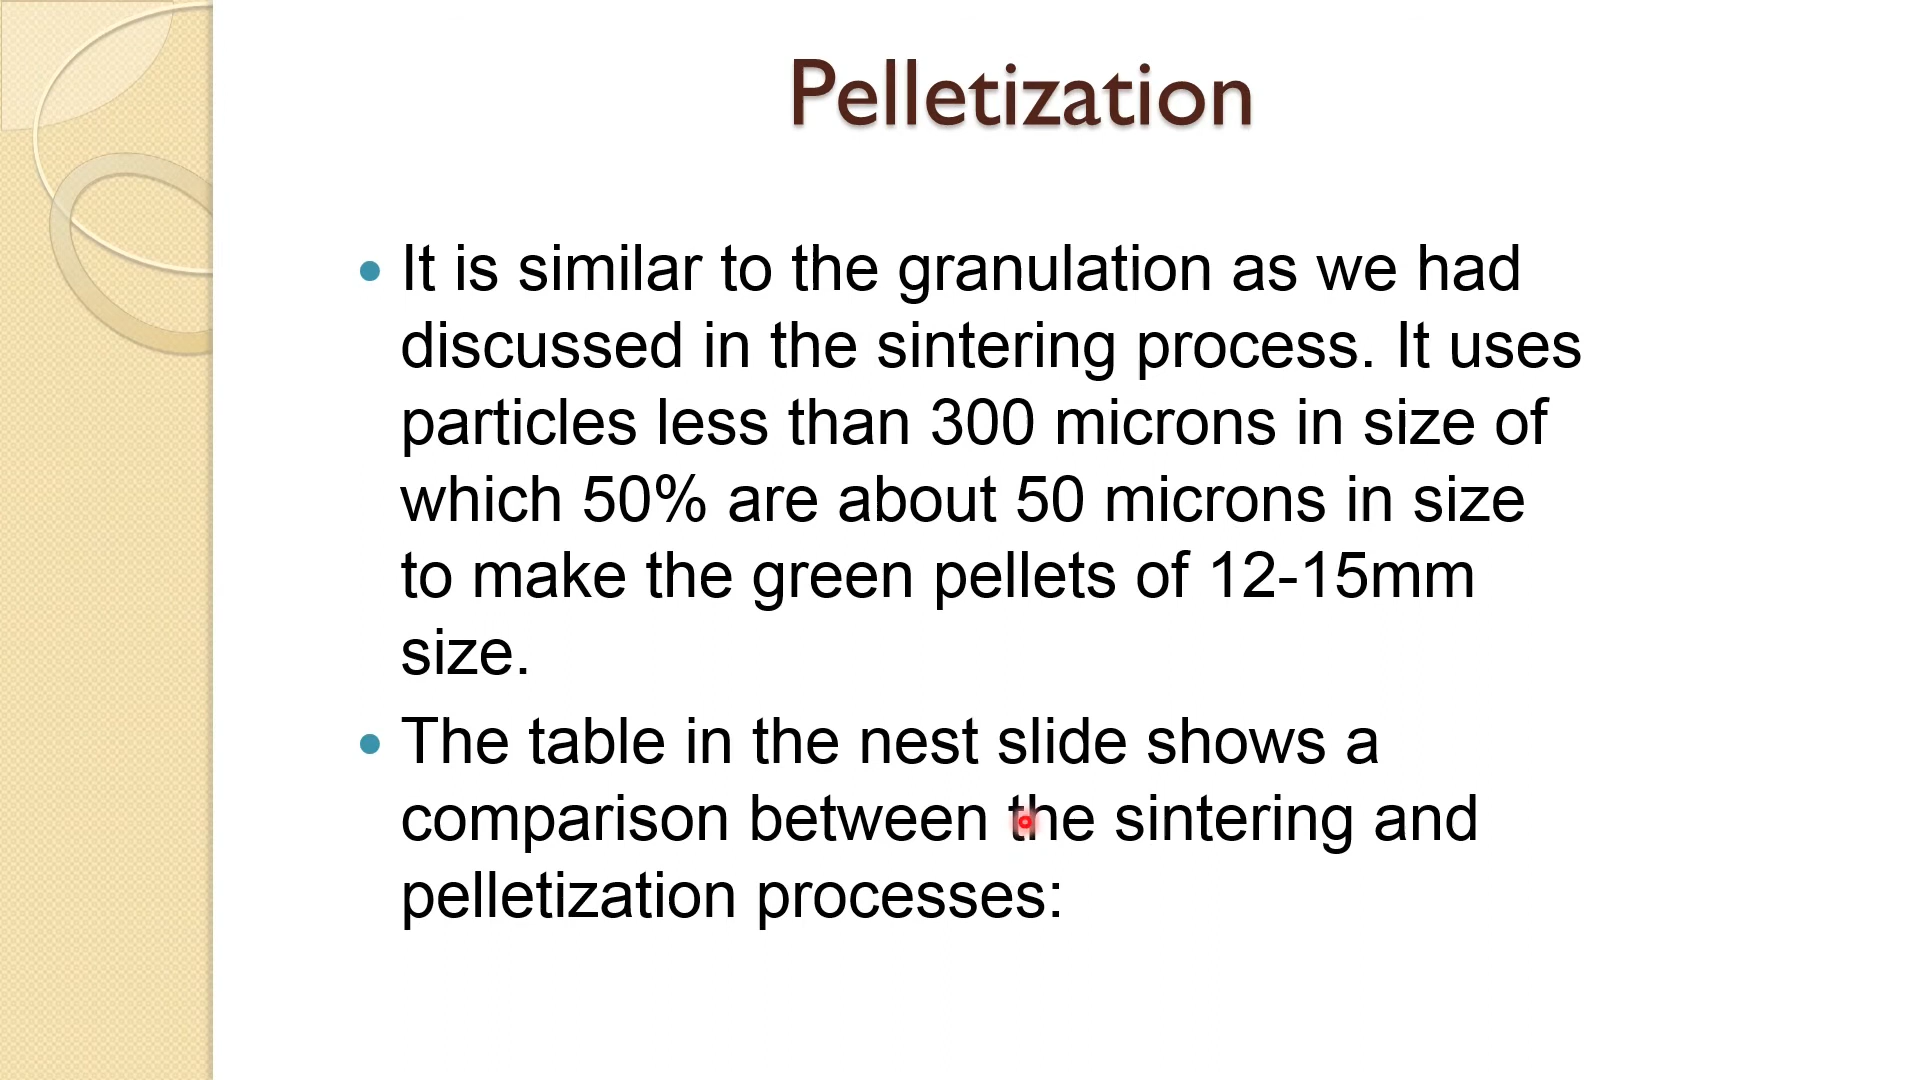 Pelletization
• It is similar to the granulation as we had
discussed in the sintering process. It uses
particles less than 300 microns in size of
which 50% are about 50 microns in size
to make the green pellets of 12-15mm
size.
• The table in the nest slide shows a
comparison between the sintering and
pelletization processes: